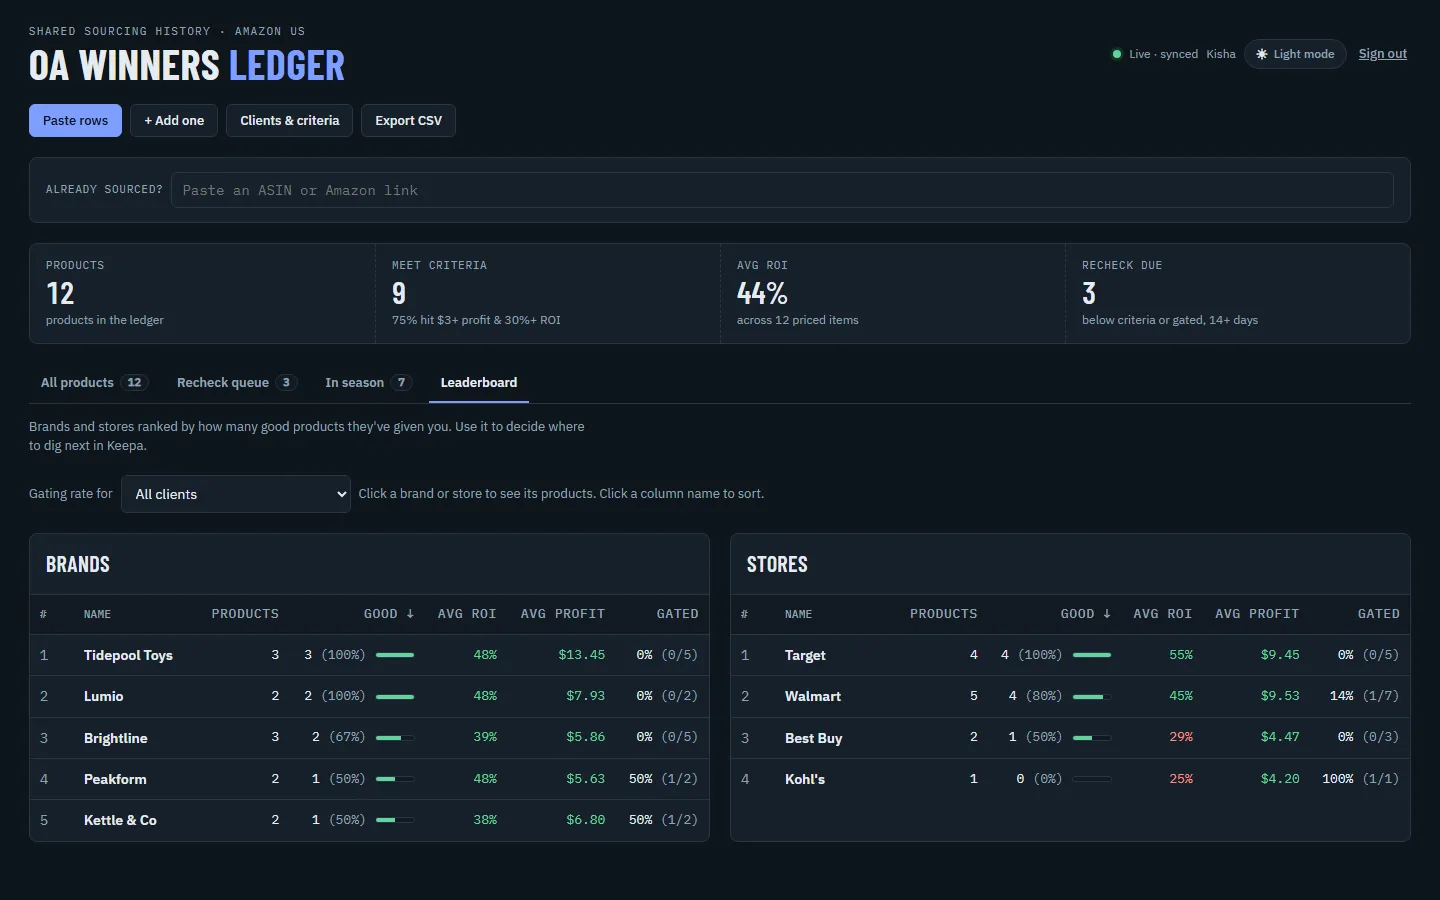 SHARED SOURCING HISTORY · AMAZON US
OA WINNERS LEDGER
Live · synced Kisha Light mode Sign out
Paste rows + Add one Clients & criteria Export CSV
ALREADY SOURCED? Paste an ASIN or Amazon link
PRODUCTS MEET CRITERIA AVG ROI RECHECK DUE
12 9 44% 3
products in the ledger 75% hit $3+ profit & 30%+ ROI across 12 priced items below criteria or gated, 14+ days
All products 12 Recheck queue 3 In season 7 Leaderboard
Brands and stores ranked by how many good products they've given you. Use it to decide where
to dig next in Keepa.
Gating rate for All clients Click a brand or store to see its products. Click a column name to sort.
BRANDS
# NAME PRODUCTS GOOD ↓ AVG ROI AVG PROFIT GATED
1 Tidepool Toys 3 3 (100%) 48% $13.45 0% (0/5)
2 Lumio 2 2 (100%) 48% $7.93 0% (0/2)
3 Brightline 3 2 (67%) 39% $5.86 0% (0/5)
4 Peakform 2 1 (50%) 48% $5.63 50% (1/2)
5 Kettle & Co 2 1 (50%) 38% $6.80 50% (1/2)
STORES
# NAME PRODUCTS GOOD ↓ AVG ROI AVG PROFIT GATED
1 Target 4 4 (100%) 55% $9.45 0% (0/5)
2 Walmart 5 4 (80%) 45% $9.53 14% (1/7)
3 Best Buy 2 1 (50%) 29% $4.47 0% (0/3)
4 Kohl's 1 0 (0%) 25% $4.20 100% (1/1)